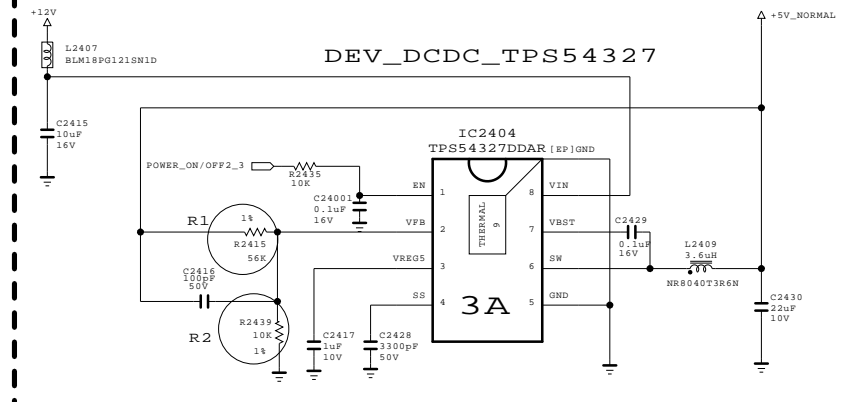 +12V
+5V_NORMAL
L2407
BLM18PG121SN1D
DEV_DCDC_TPS54327
C2415
10uF
16V
IC2404
TPS54327DDAR
[EP]GND
POWER_ON/OFF2_3
R2435
10K
C24001
0.1uF
16V
EN
1
8
VIN
THERMAL
9
R1
1%
R2415
56K
VFB
2
7
VBST
C2429
0.1uF
16V
L2409
3.6uH
NR8040T3R6N
VREG5
3
6
SW
C2416
100pF
50V
SS
4
3A
5
GND
C2430
22uF
10V
R2
R2439
10K
1%
C2417
1uF
10V
C2428
3300pF
50V